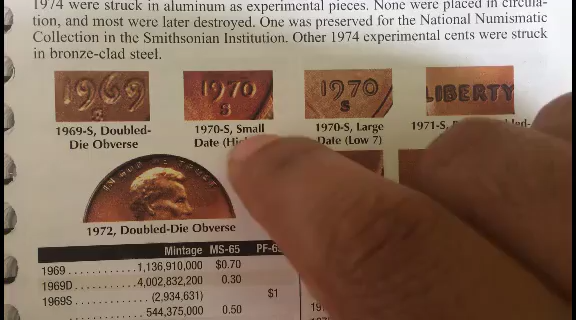 1974 were struck in aluminum as experimental pieces. None were placed in circula-
tion, and most were later destroyed. One was preserved for the National Numismatic
Collection in the Smithsonian Institution. Other 1974 experimental cents were struck
in bronze-clad steel.
1969
S
1970
S
1970
S
LIBERTY
1969-S, Doubled-
Die Obverse
1970-S, Small
Date
1970-S, Large
Date (Low 7)
1971-S,
IN GOD WE TRUST
1972, Doubled-Die Obverse
Mintage MS-65
1969 . . . . . . . . . . . . 1,136,910,000 $0.70
1969D . . . . . . . . . . . 4,002,832,200 0.30
1969S . . . . . . . . . . . (2,934,631) $1
544,375,000 0.50